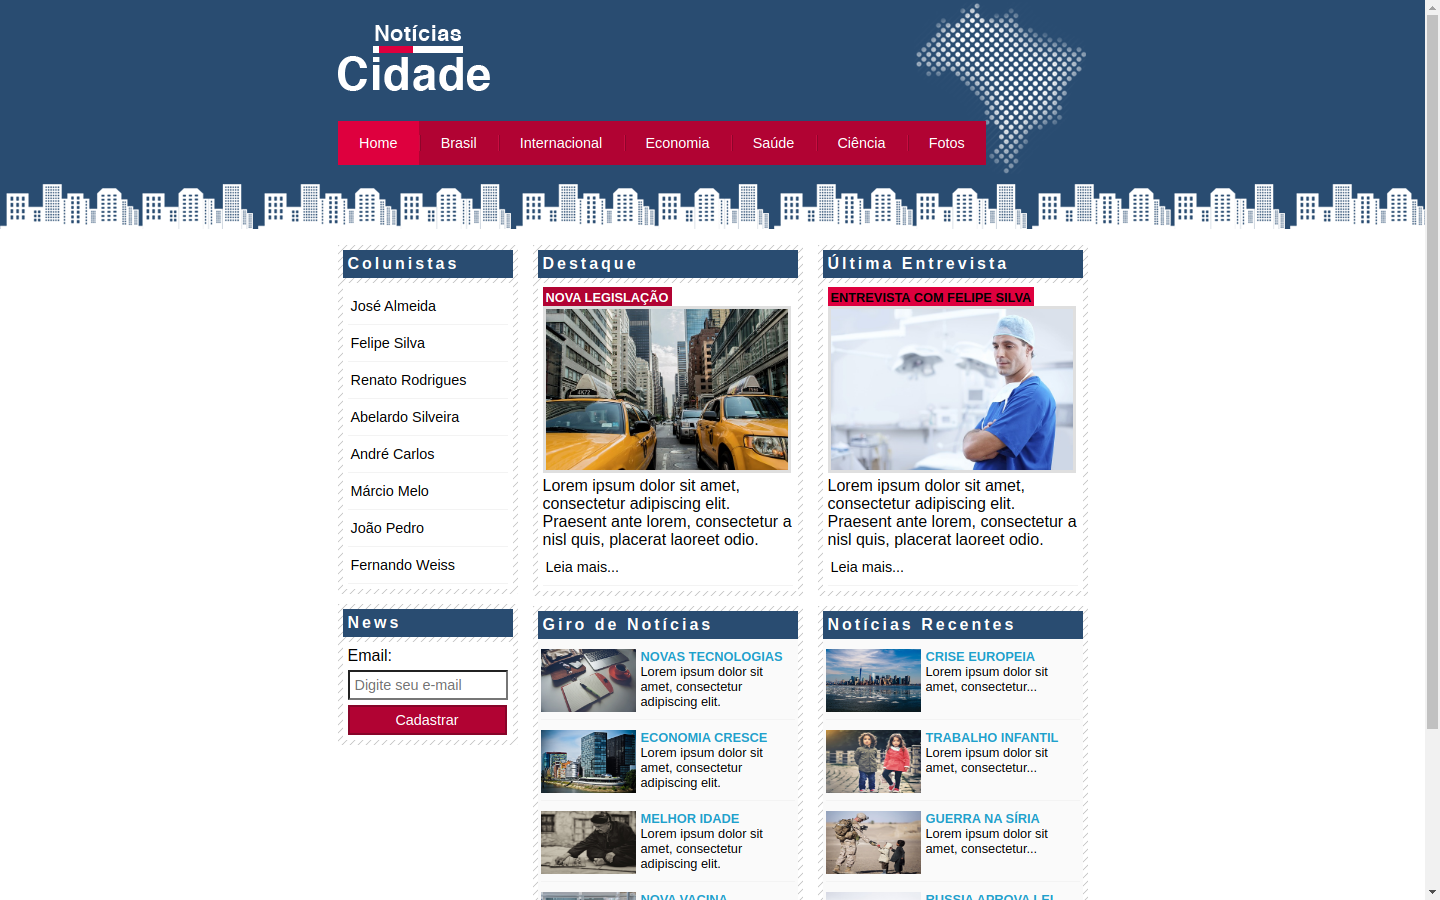 Notícias
Cidade
Home
Brasil
Internacional
Economia
Saúde
Ciência
Fotos
Colunistas
José Almeida
Felipe Silva
Renato Rodrigues
Abelardo Silveira
André Carlos
Márcio Melo
João Pedro
Fernando Weiss
News
Email:
Digite seu e-mail
Cadastrar
Destaque
NOVA LEGISLAÇÃO
Lorem ipsum dolor sit amet,
consectetur adipiscing elit.
Praesent ante lorem, consectetur a
nisl quis, placerat laoreet odio.
Leia mais...
Última Entrevista
ENTREVISTA COM FELIPE SILVA
Lorem ipsum dolor sit amet,
consectetur adipiscing elit.
Praesent ante lorem, consectetur a
nisl quis, placerat laoreet odio.
Leia mais...
Giro de Notícias
NOVAS TECNOLOGIAS
Lorem ipsum dolor sit
amet, consectetur
adipiscing elit.
ECONOMIA CRESCE
Lorem ipsum dolor sit
amet, consectetur
adipiscing elit.
MELHOR IDADE
Lorem ipsum dolor sit
amet, consectetur
adipiscing elit.
NOVA VACINA
Notícias Recentes
CRISE EUROPEIA
Lorem ipsum dolor sit
amet, consectetur...
TRABALHO INFANTIL
Lorem ipsum dolor sit
amet, consectetur...
GUERRA NA SÍRIA
Lorem ipsum dolor sit
amet, consectetur...
RUSSIA APROVA LEI